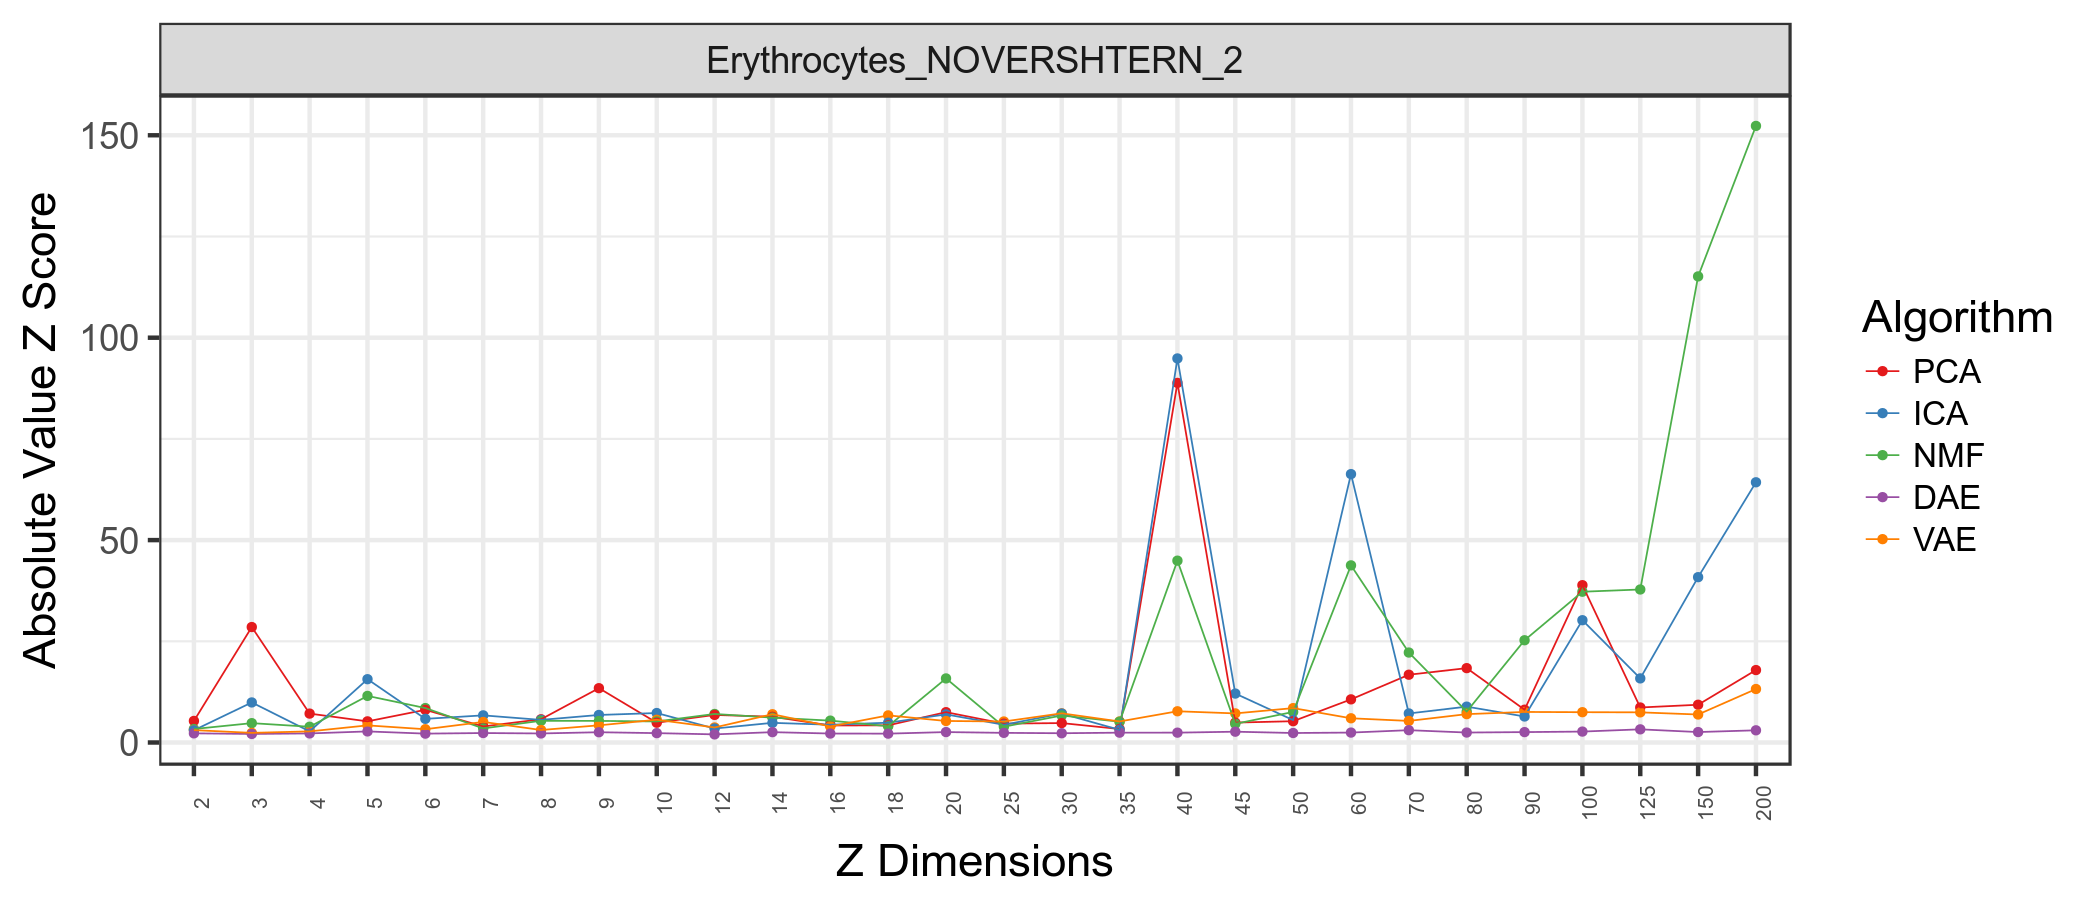 Erythrocytes_NOVERSHTERN_2
Absolute Value Z Score
150
100
50
0
2 3 4 5 6 7 8 9 10 12 14 16 18 20 25 30 35 40 45 50 60 70 80 90 100 125 150 200
Z Dimensions
Algorithm
PCA
ICA
NMF
DAE
VAE